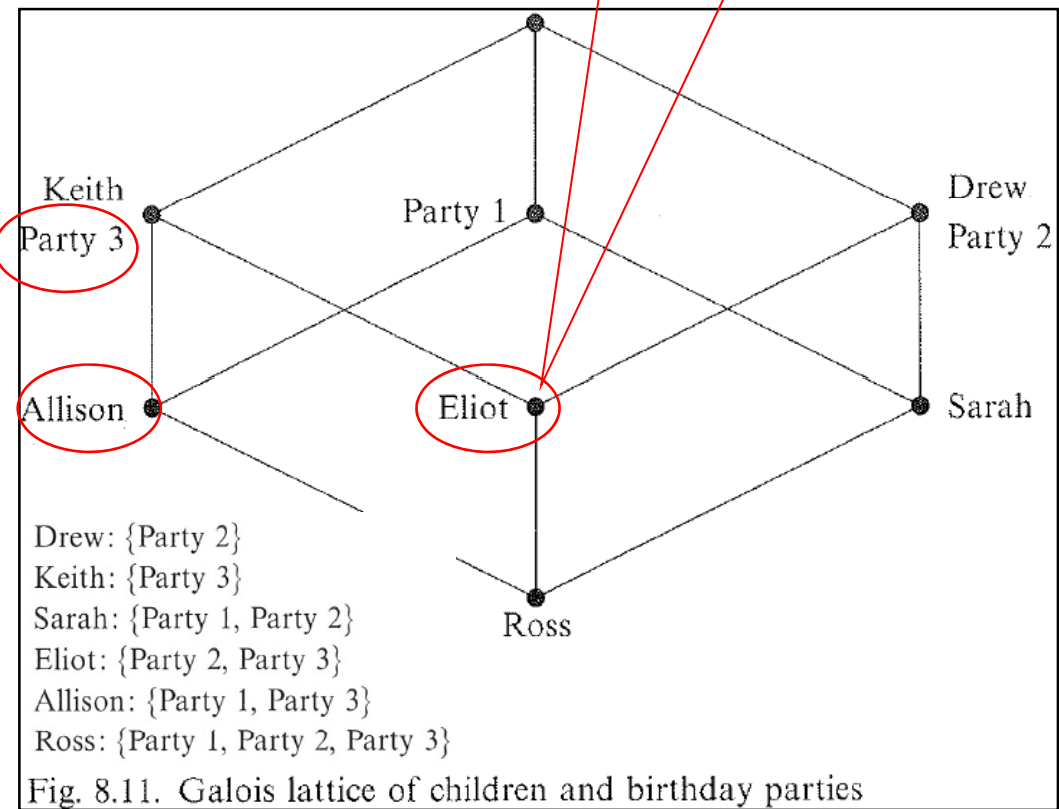 Keith
Party 3
Party 1
Drew
Party 2
Allison
Eliot
Sarah
Ross
Drew: {Party 2}
Keith: {Party 3}
Sarah: {Party 1, Party 2}
Eliot: {Party 2, Party 3}
Allison: {Party 1, Party 3}
Ross: {Party 1, Party 2, Party 3}
Fig. 8.11. Galois lattice of children and birthday parties